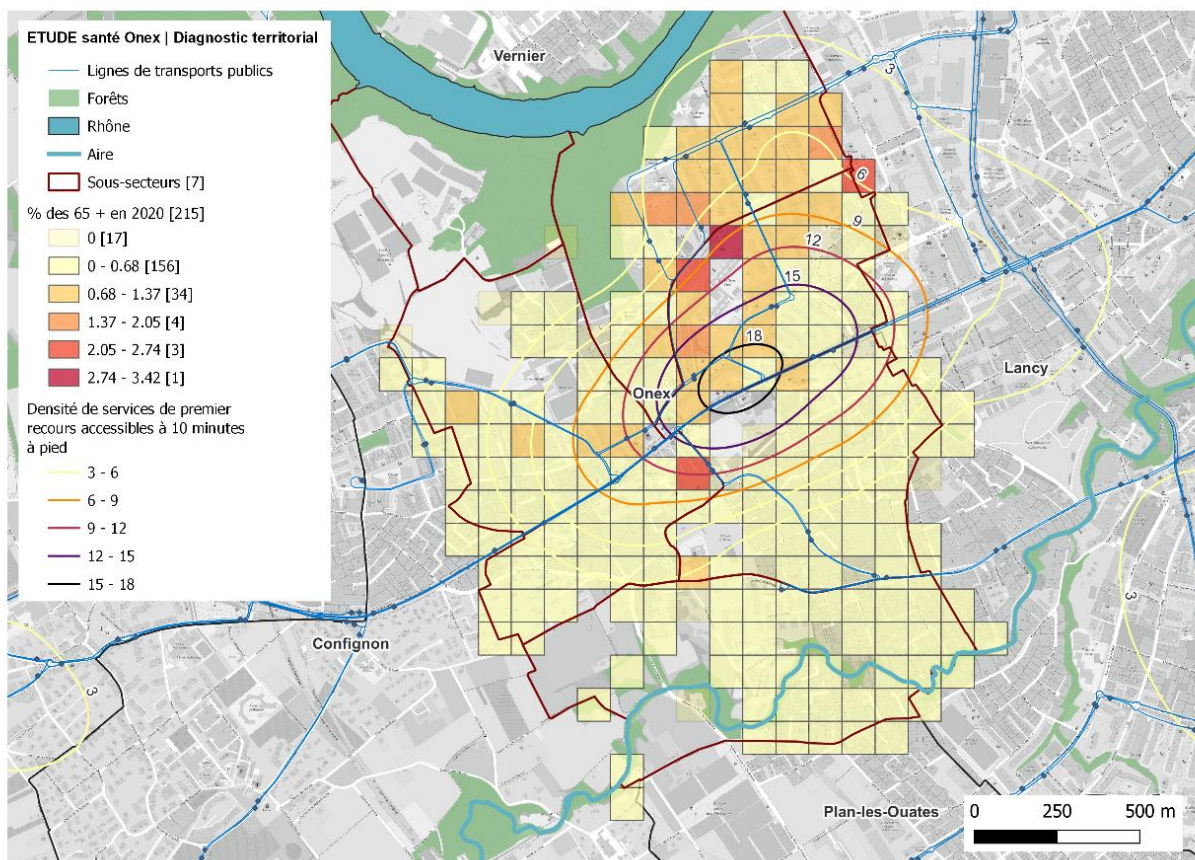 ETUDE santé Onex | Diagnostic territorial
Lignes de transports publics
Forêts
Rhône
Aire
Sous-secteurs [7]
% des 65 + en 2020 [215]
0 [17]
0 - 0.68 [156]
0.68 - 1.37 [34]
1.37 - 2.05 [4]
2.05 - 2.74 [3]
2.74 - 3.42 [1]
Densité de services de premier
recours accessibles à 10 minutes
à pied
3 - 6
6 - 9
9 - 12
12 - 15
15 - 18
Vernier
3
6
9
12
15
18
Onex
Lancy
Confignon
3
3
Plan-les-Ouates
0 250 500 m